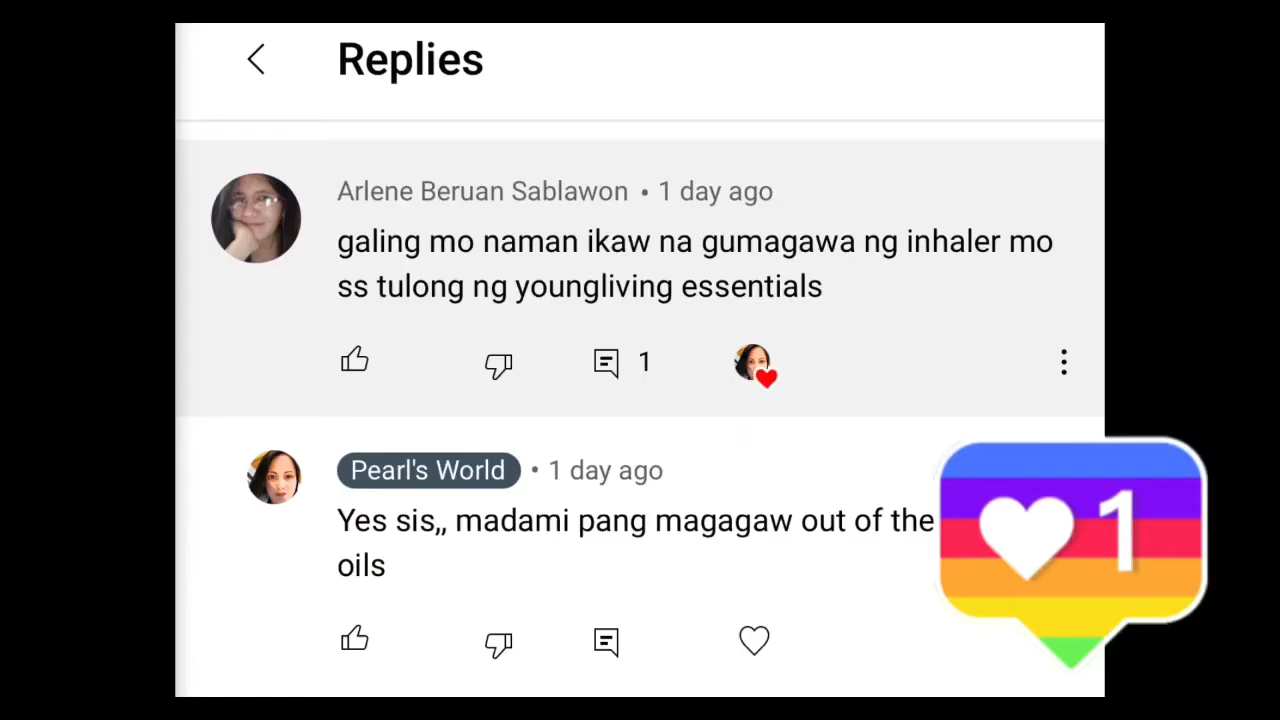 Replies
Arlene Beruan Sablawon • 1 day ago
galing mo naman ikaw na gumagawa ng inhaler mo
ss tulong ng youngliving essentials
1
Pearl's World • 1 day ago
Yes sis,, madami pang magagaw out of the
oils
1